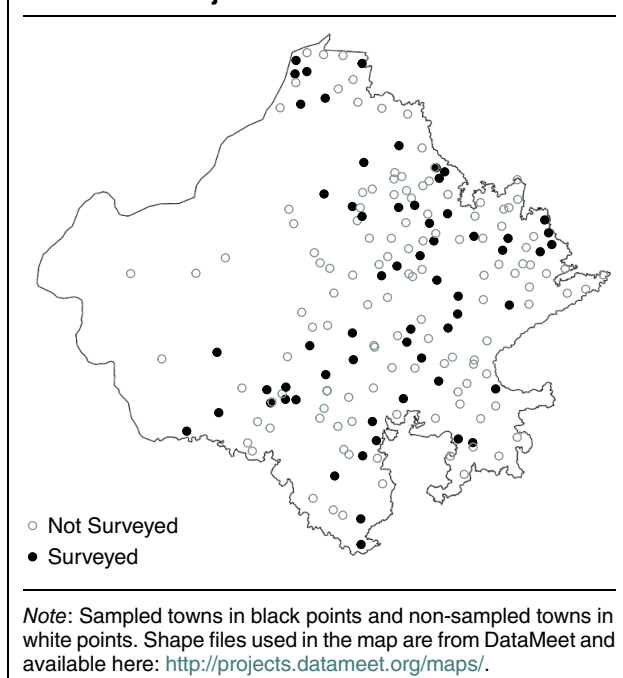 Not Surveyed
Surveyed
Note: Sampled towns in black points and non-sampled towns in
white points. Shape files used in the map are from DataMeet and
available here: http://projects.datameet.org/maps/.